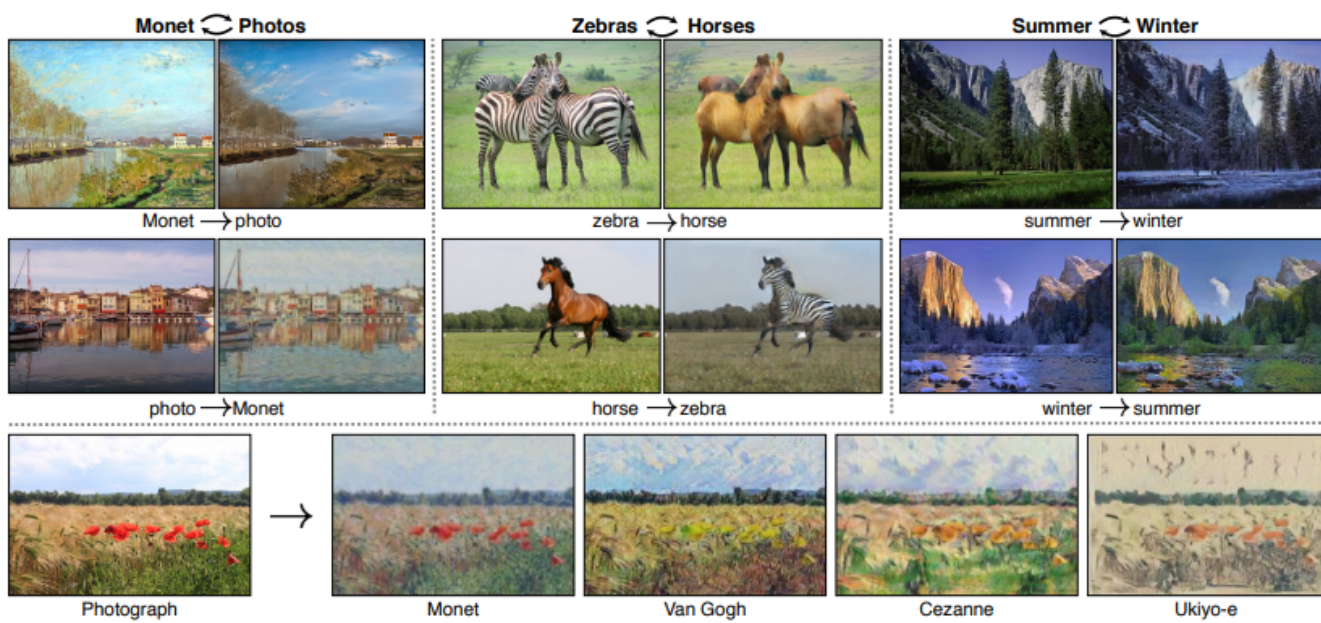 Monet ⇄ Photos
Zebras ⇄ Horses
Summer ⇄ Winter
Monet → photo
zebra → horse
summer → winter
photo → Monet
horse → zebra
winter → summer
Photograph → Monet Van Gogh Cezanne Ukiyo-e